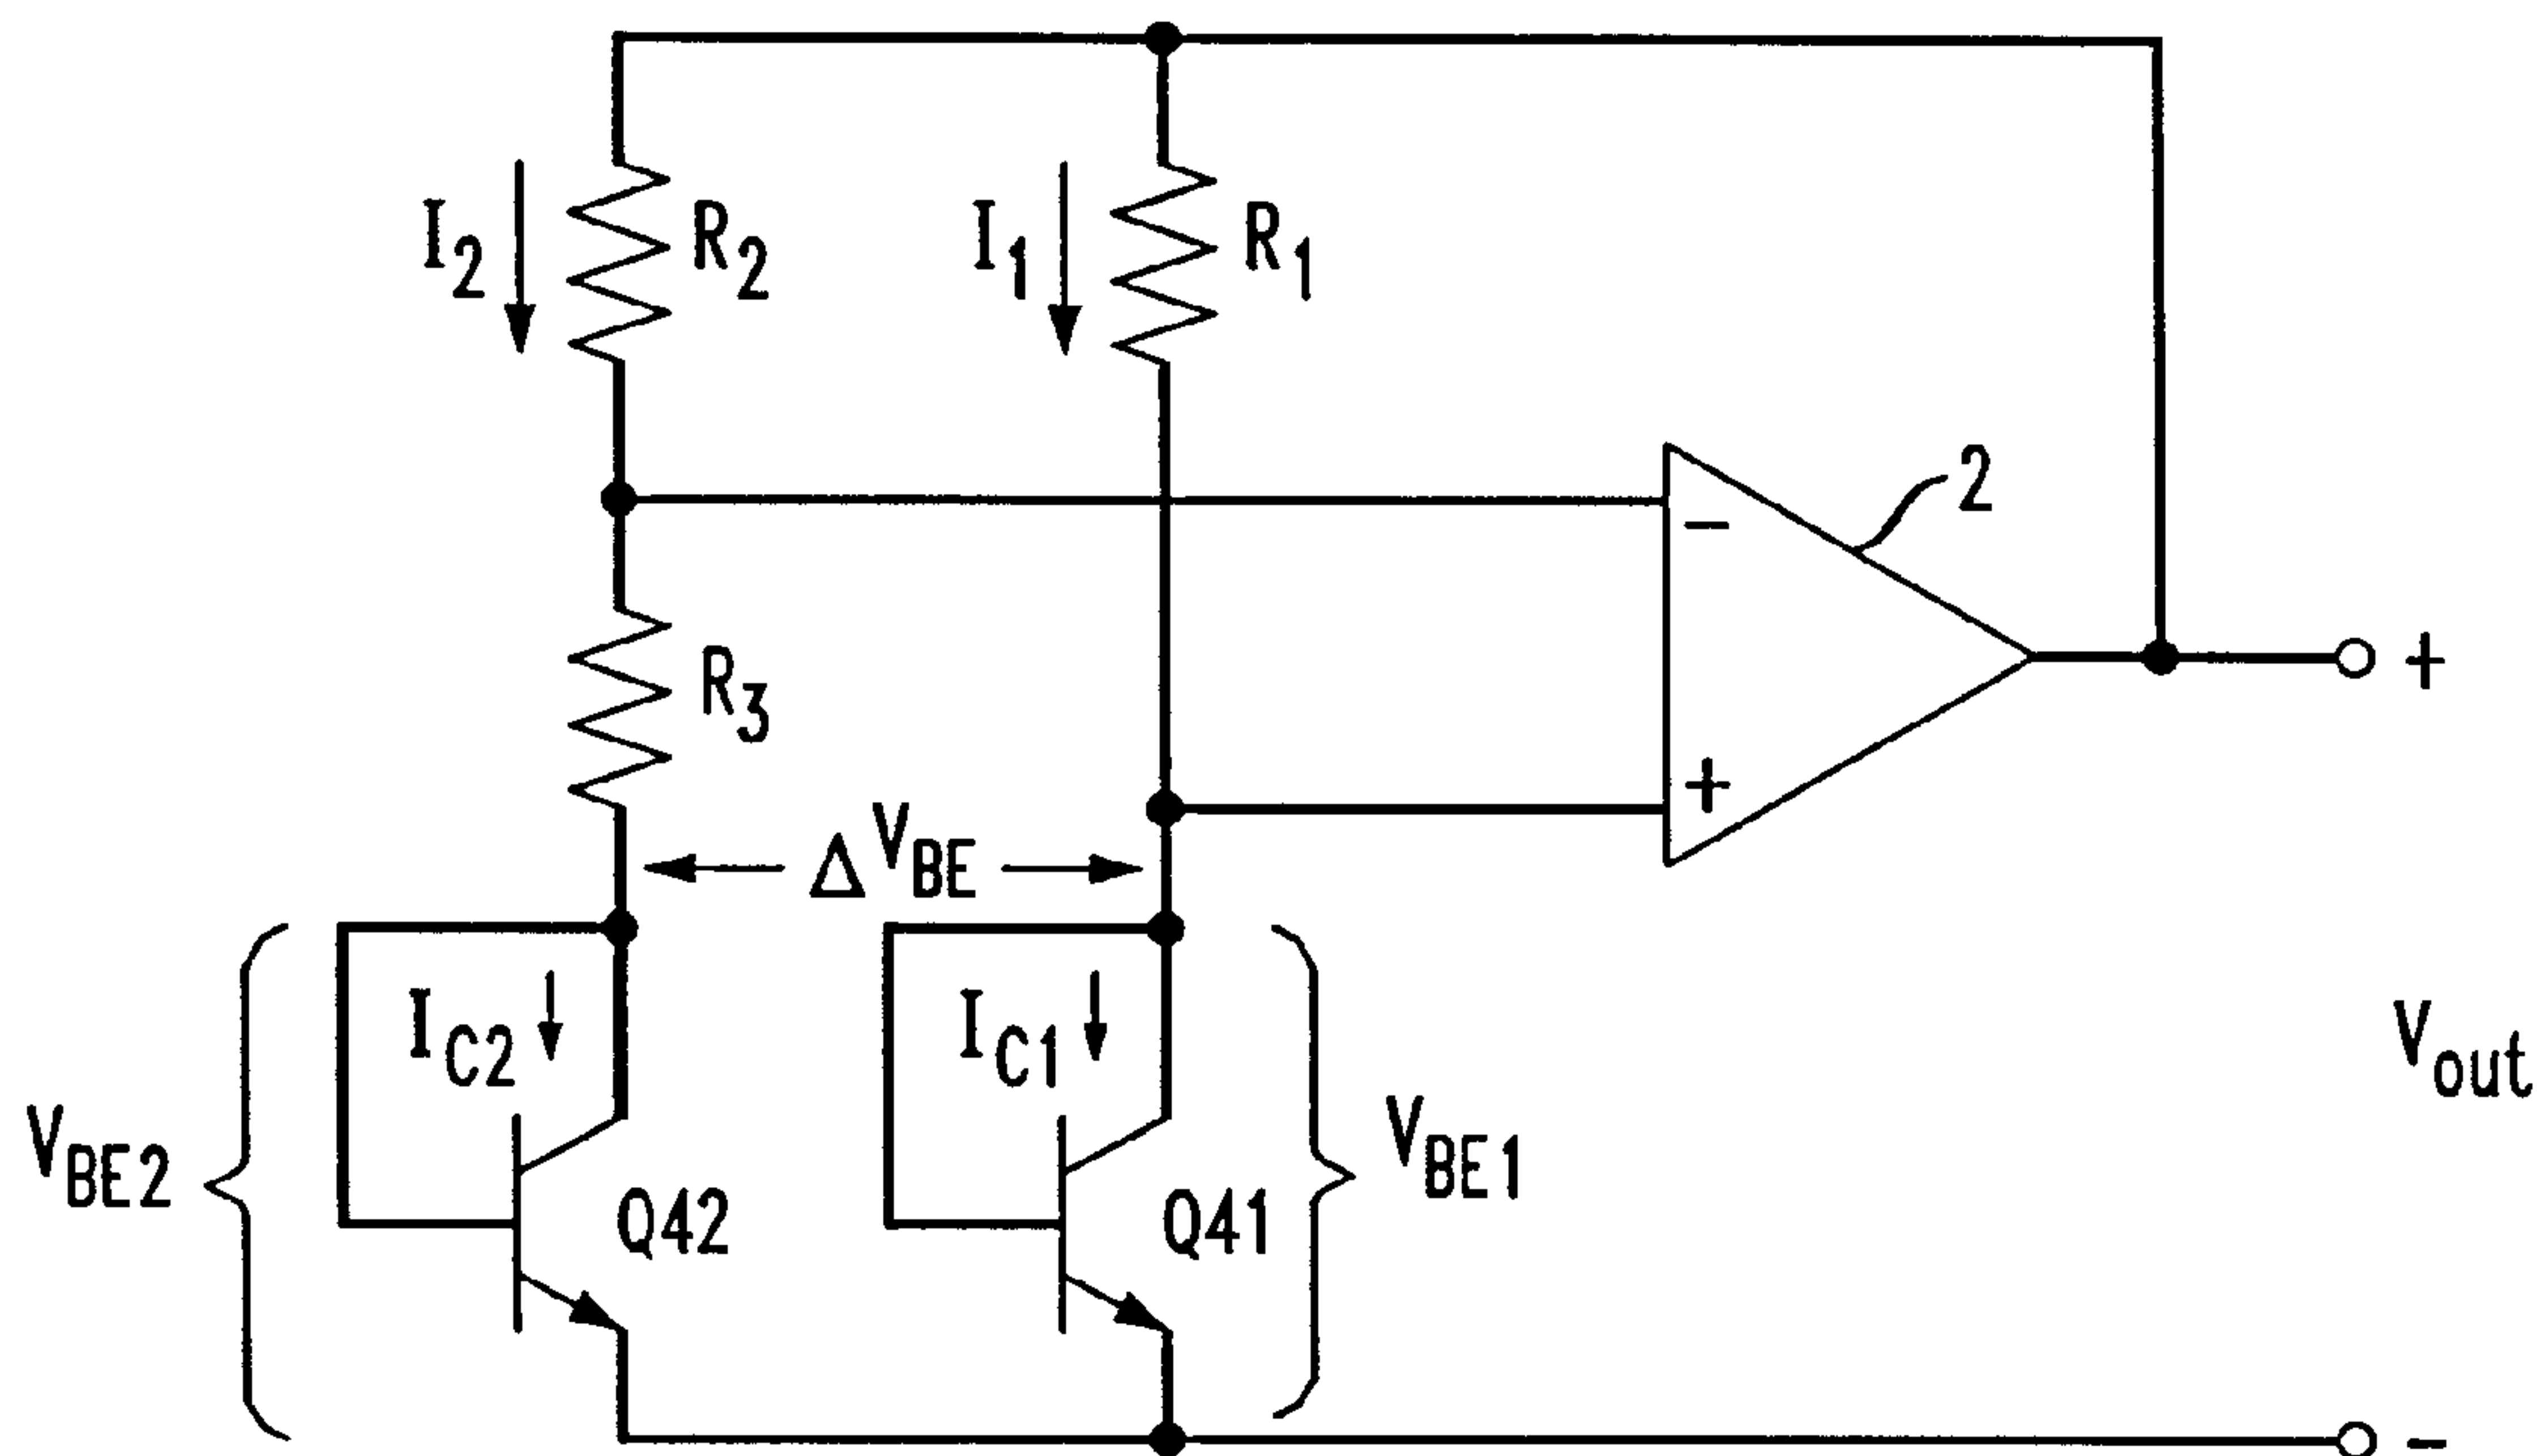 I2
R2
I1
R1
2
-
+
R3
+
ΔVBE
IC2
IC1
Vout
VBE2
VBE1
Q42
Q41
-